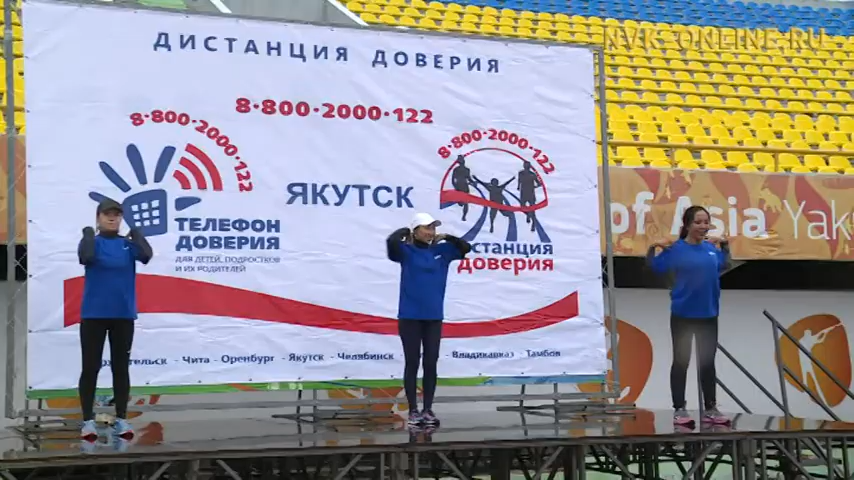 NVK-ONLINE.RU
ДИСТАНЦИЯ ДОВЕРИЯ
8-800-2000-122
8-800-2000-122
ТЕЛЕФОН
ДОВЕРИЯ
ДЛЯ ДЕТЕЙ, ПОДРОСТКОВ
И ИХ РОДИТЕЛЕЙ
ЯКУТСК
8-800-2000-122
ДИСТАНЦИЯ
ДОВЕРИЯ
of Asia Yak
- Чита - Оренбург - Якутск - Челябинск
- Владикавказ - Тамбов